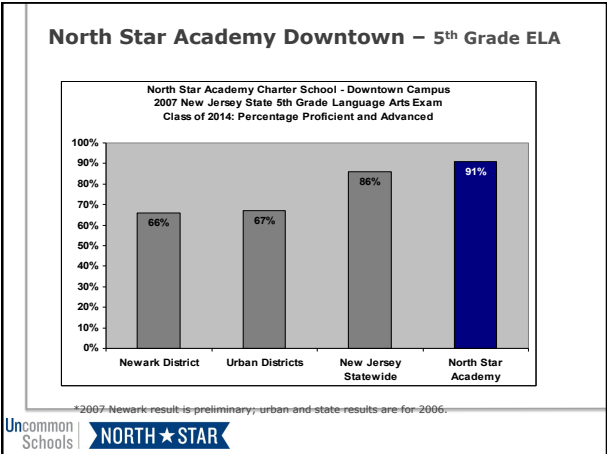 North Star Academy Downtown – 5th Grade ELA
North Star Academy Charter School - Downtown Campus
2007 New Jersey State 5th Grade Language Arts Exam
Class of 2014: Percentage Proficient and Advanced
100%
90%
80%
70%
60%
50%
40%
30%
20%
10%
0%
66%
67%
86%
91%
Newark District
Urban Districts
New Jersey
Statewide
North Star
Academy
*2007 Newark result is preliminary; urban and state results are for 2006.
Uncommon
Schools
NORTH★STAR